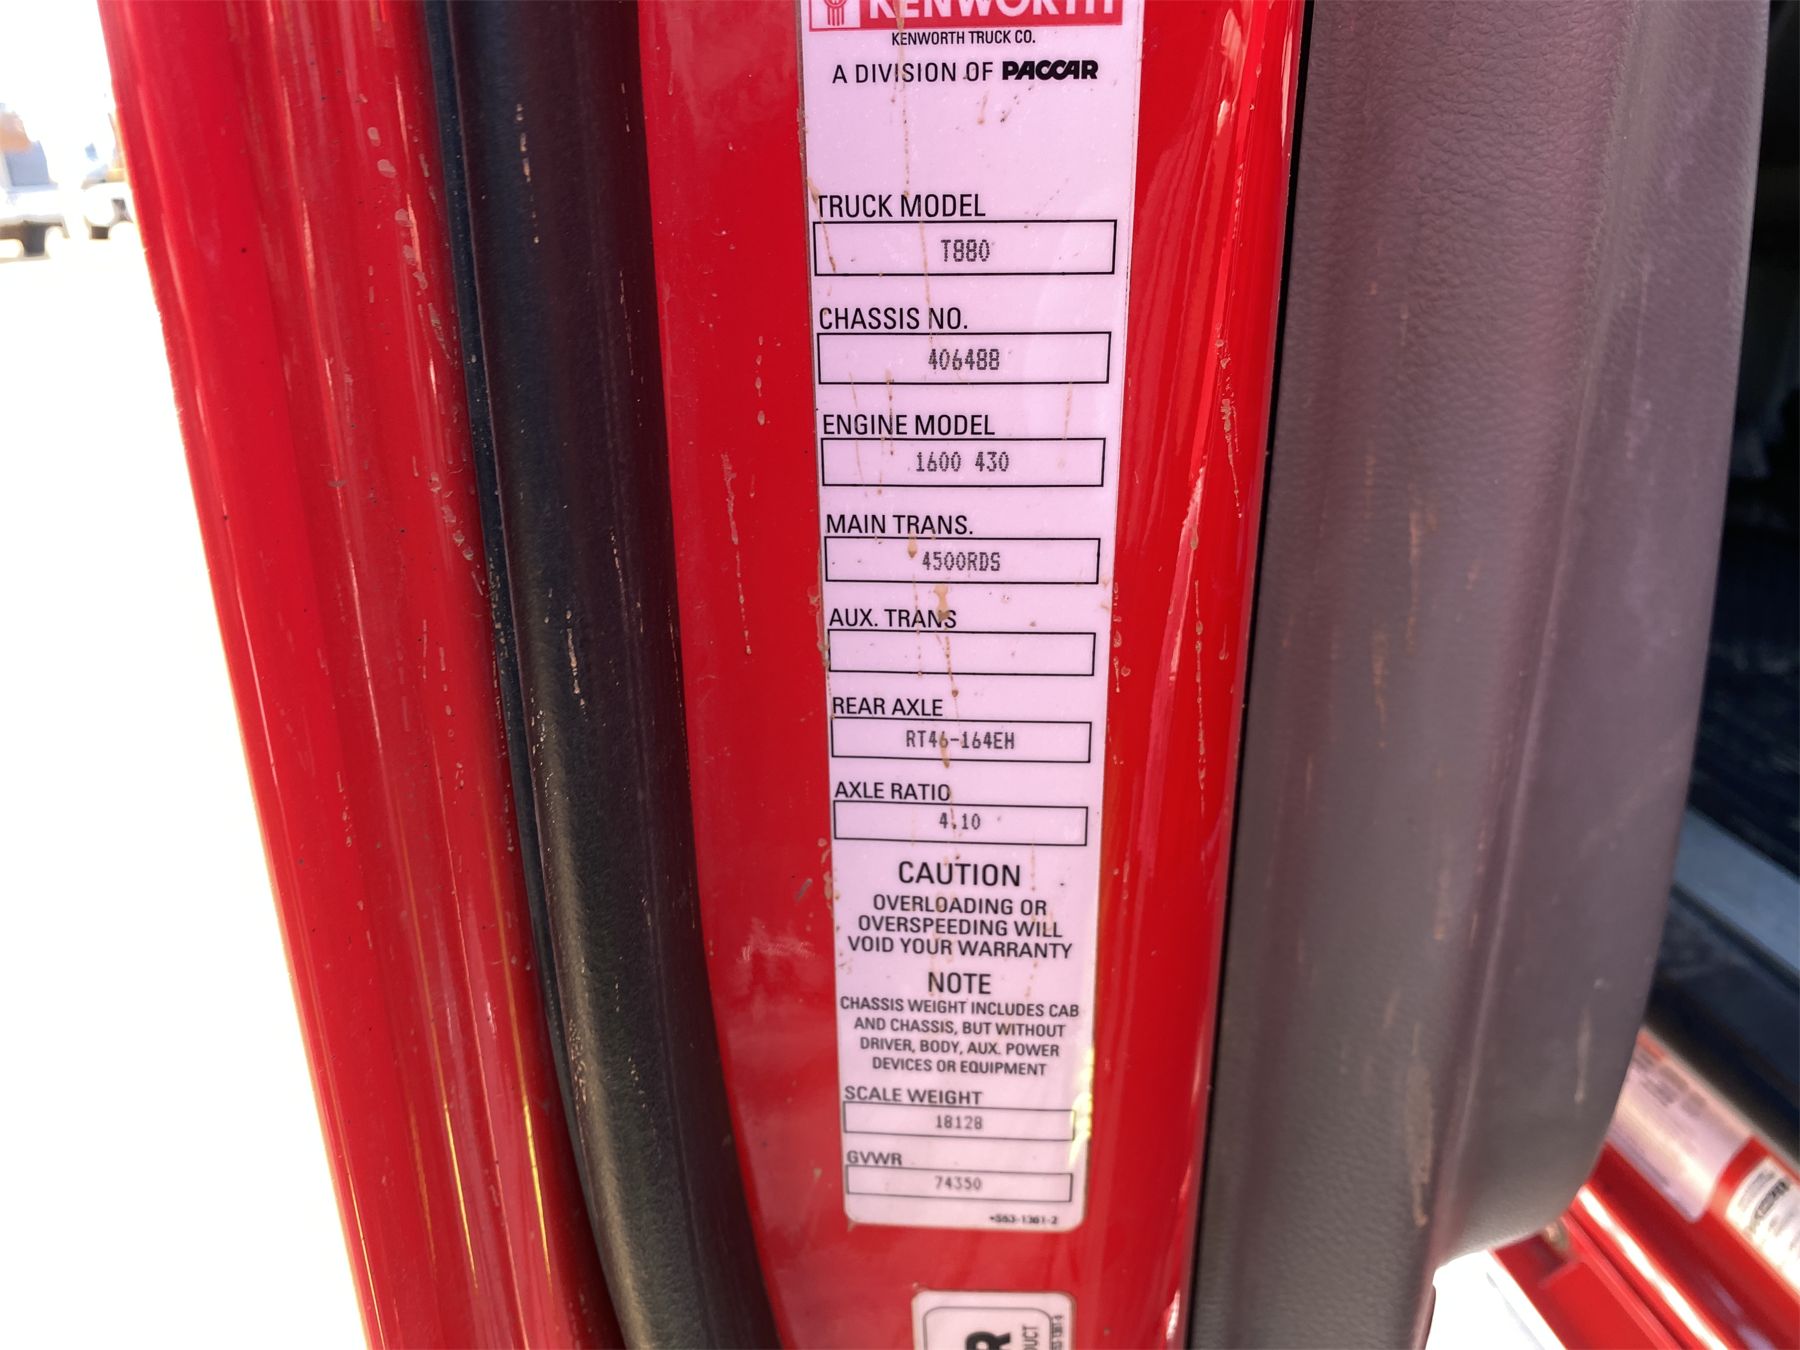 KENWORTH
KENWORTH TRUCK CO.
A DIVISION OF PACCAR
TRUCK MODEL
T880
CHASSIS NO.
406488
ENGINE MODEL
1600 430
MAIN TRANS.
4500RDS
AUX. TRANS
REAR AXLE
RT46-164EH
AXLE RATIO
4.10
CAUTION
OVERLOADING OR
OVERSPEEDING WILL
VOID YOUR WARRANTY
NOTE
CHASSIS WEIGHT INCLUDES CAB
AND CHASSIS, BUT WITHOUT
DRIVER, BODY, AUX. POWER
DEVICES OR EQUIPMENT
SCALE WEIGHT
18128
GVWR
74350